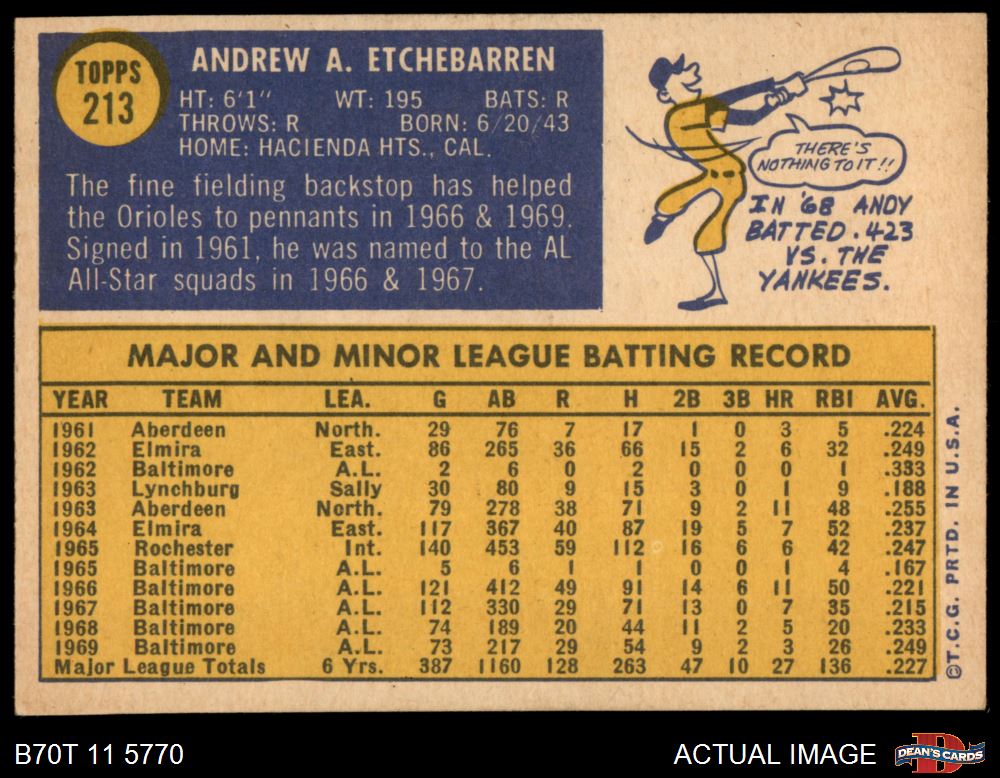 TOPPS
213
ANDREW A. ETCHEBARREN
HT: 6'1" WT: 195 BATS: R
THROWS: R BORN: 6/20/43
HOME: HACIENDA HTS., CAL.
The fine fielding backstop has helped
the Orioles to pennants in 1966 & 1969.
Signed in 1961, he was named to the AL
All-Star squads in 1966 & 1967.
THERE'S
NOTHING TO IT!!
IN '68 ANDY
BATTED .423
VS. THE
YANKEES.
MAJOR AND MINOR LEAGUE BATTING RECORD
YEAR TEAM LEA. G AB R H 2B 3B HR RBI AVG.
1961 Aberdeen North. 29 76 7 17 1 0 3 5 .224
1962 Elmira East. 86 265 36 66 15 2 6 32 .249
1962 Baltimore A.L. 2 6 0 2 0 0 0 1 .333
1963 Lynchburg Sally 30 80 9 15 3 0 1 9 .188
1963 Aberdeen North. 79 278 38 71 9 2 11 48 .255
1964 Elmira East. 117 367 40 87 19 5 7 52 .237
1965 Rochester Int. 140 453 59 112 16 6 6 42 .247
1965 Baltimore A.L. 5 6 1 1 0 0 1 4 .167
1966 Baltimore A.L. 121 412 49 91 14 6 11 50 .221
1967 Baltimore A.L. 112 330 29 71 13 0 7 35 .215
1968 Baltimore A.L. 74 189 20 44 11 2 5 20 .233
1969 Baltimore A.L. 73 217 29 54 9 2 3 26 .249
Major League Totals 6 Yrs. 387 1160 128 263 47 10 27 136 .227
©T.C.G. PRTD. IN U.S.A.
B70T 11 5770
ACTUAL IMAGE
DEAN'S CARDS